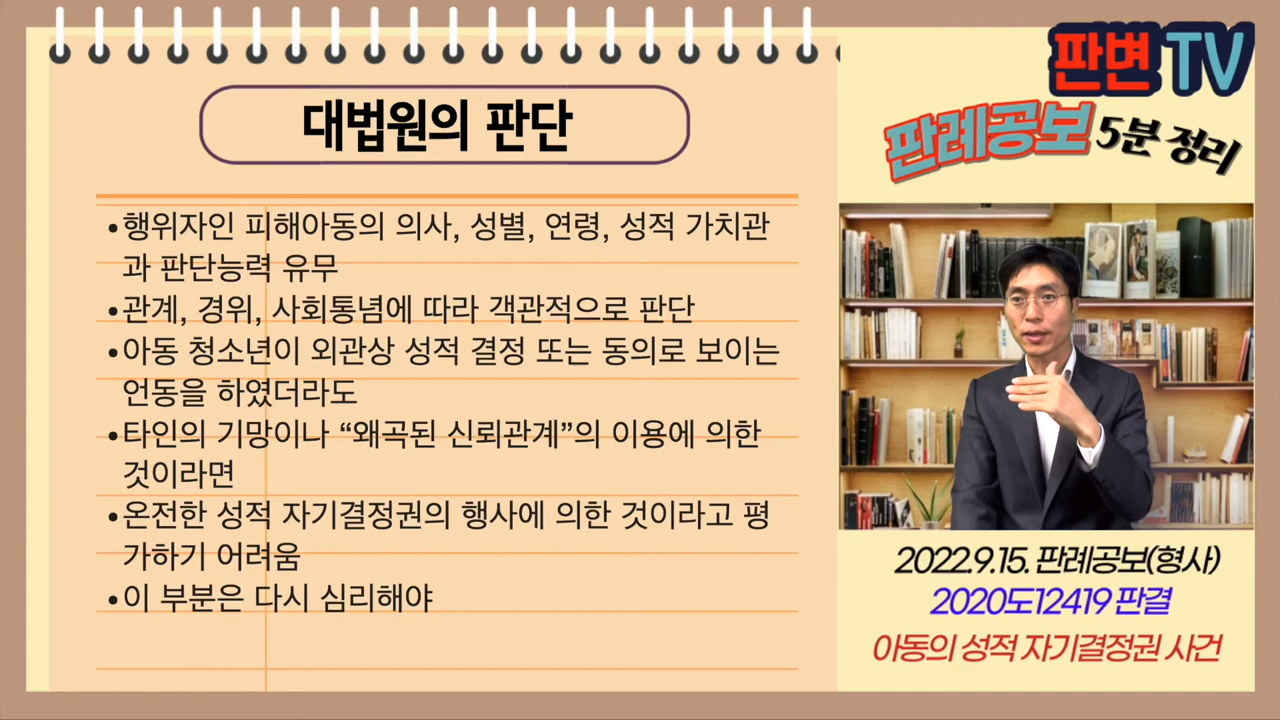 대법원의 판단
•행위자인 피해아동의 의사, 성별, 연령, 성적 가치관
과 판단능력 유무
•관계, 경위, 사회통념에 따라 객관적으로 판단
•아동 청소년이 외관상 성적 결정 또는 동의로 보이는
언동을 하였더라도
•타인의 기망이나 “왜곡된 신뢰관계”의 이용에 의한
것이라면
•온전한 성적 자기결정권의 행사에 의한 것이라고 평
가하기 어려움
•이 부분은 다시 심리해야
판변 TV
판례공보 5분 정리
2022.9.15. 판례공보(형사)
2020도12419 판결
아동의 성적 자기결정권 사건